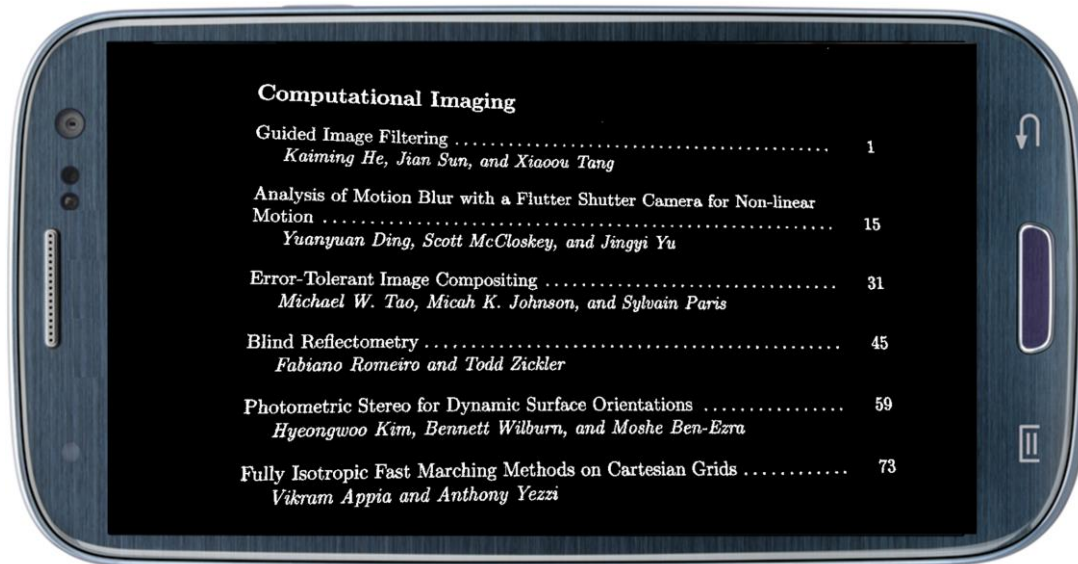 Computational Imaging
Guided Image Filtering ............................................ 1
Kaiming He, Jian Sun, and Xiaoou Tang
Analysis of Motion Blur with a Flutter Shutter Camera for Non-linear
Motion ............................................................ 15
Yuanyuan Ding, Scott McCloskey, and Jingyi Yu
Error-Tolerant Image Compositing .................................. 31
Michael W. Tao, Micah K. Johnson, and Sylvain Paris
Blind Reflectometry ................................................ 45
Fabiano Romeiro and Todd Zickler
Photometric Stereo for Dynamic Surface Orientations ................ 59
Hyeongwoo Kim, Bennett Wilburn, and Moshe Ben-Ezra
Fully Isotropic Fast Marching Methods on Cartesian Grids ............ 73
Vikram Appia and Anthony Yezzi